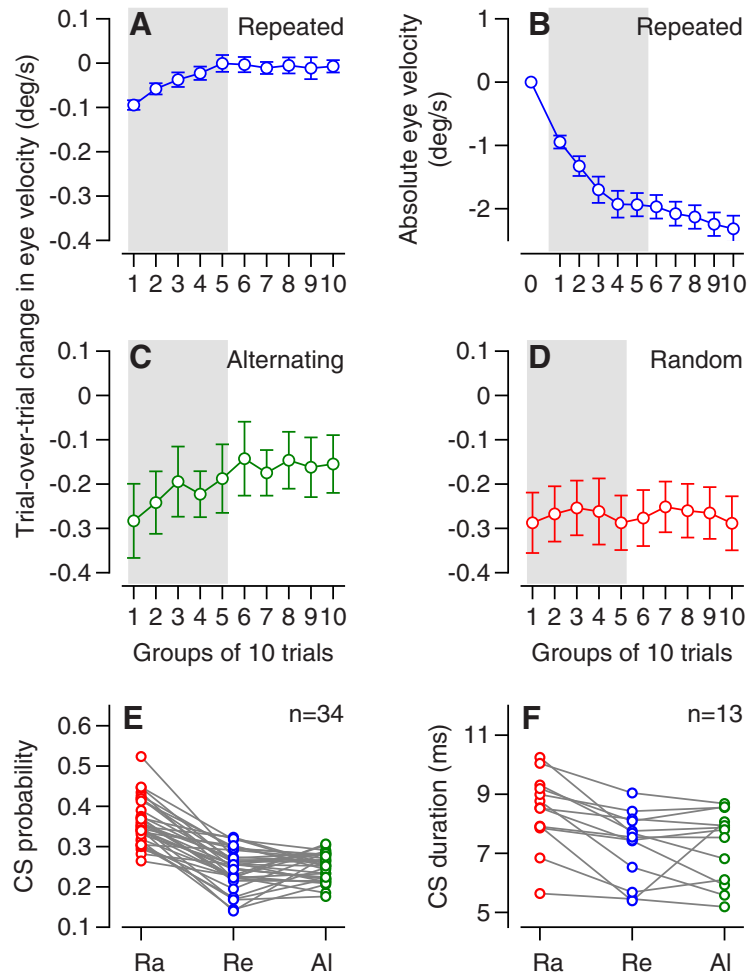 A
Repeated
0.1
0
-0.1
-0.2
-0.3
-0.4
1 2 3 4 5 6 7 8 9 10
Trial-over-trial change in eye velocity (deg/s)
B
Repeated
1
0
-1
-2
0 1 2 3 4 5 6 7 8 9 10
Absolute eye velocity
(deg/s)
C
Alternating
0.1
0
-0.1
-0.2
-0.3
-0.4
1 2 3 4 5 6 7 8 9 10
Groups of 10 trials
D
Random
0.1
0
-0.1
-0.2
-0.3
-0.4
1 2 3 4 5 6 7 8 9 10
Groups of 10 trials
E
n=34
0.6
0.5
0.4
0.3
0.2
0.1
CS probability
Ra Re Al
F
n=13
11
9
7
5
CS duration (ms)
Ra Re Al